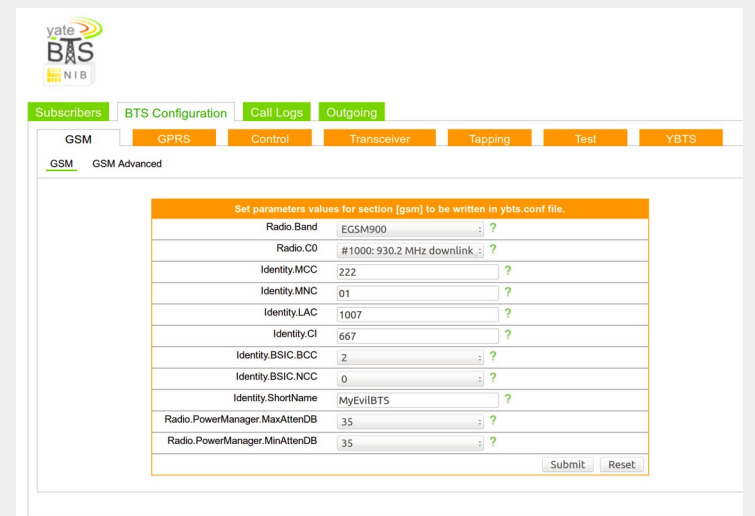 yate
BTS
NIB
Subscribers BTS Configuration Call Logs Outgoing
GSM GPRS Control Transceiver Tapping Test YBTS
GSM GSM Advanced
Set parameters values for section [gsm] to be written in ybts.conf file.
Radio.Band EGSM900 ?
Radio.C0 #1000: 930.2 MHz downlink ?
Identity.MCC 222 ?
Identity.MNC 01 ?
Identity.LAC 1007 ?
Identity.CI 667 ?
Identity.BSIC.BCC 2 ?
Identity.BSIC.NCC 0 ?
Identity.ShortName MyEvilBTS ?
Radio.PowerManager.MaxAttenDB 35 ?
Radio.PowerManager.MinAttenDB 35 ?
Submit Reset